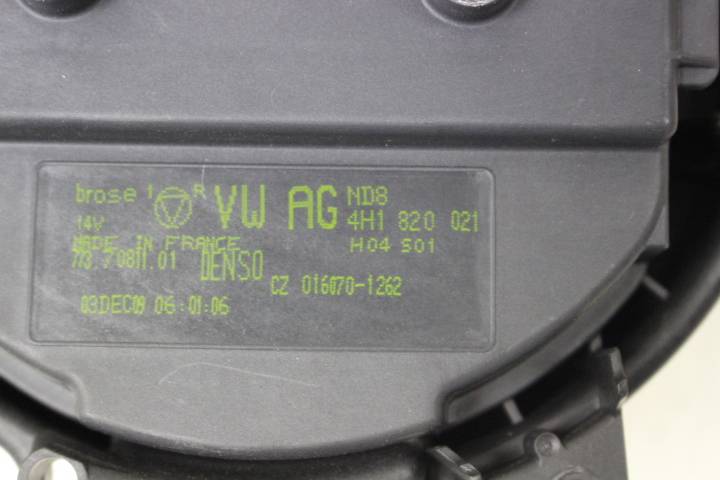 brose
R
VW AG
ND8
14V
4H1 820 021
MADE IN FRANCE
H04 S01
773.70811.01 DENSO
CZ 016070-1262
03DEC09 06:01:06